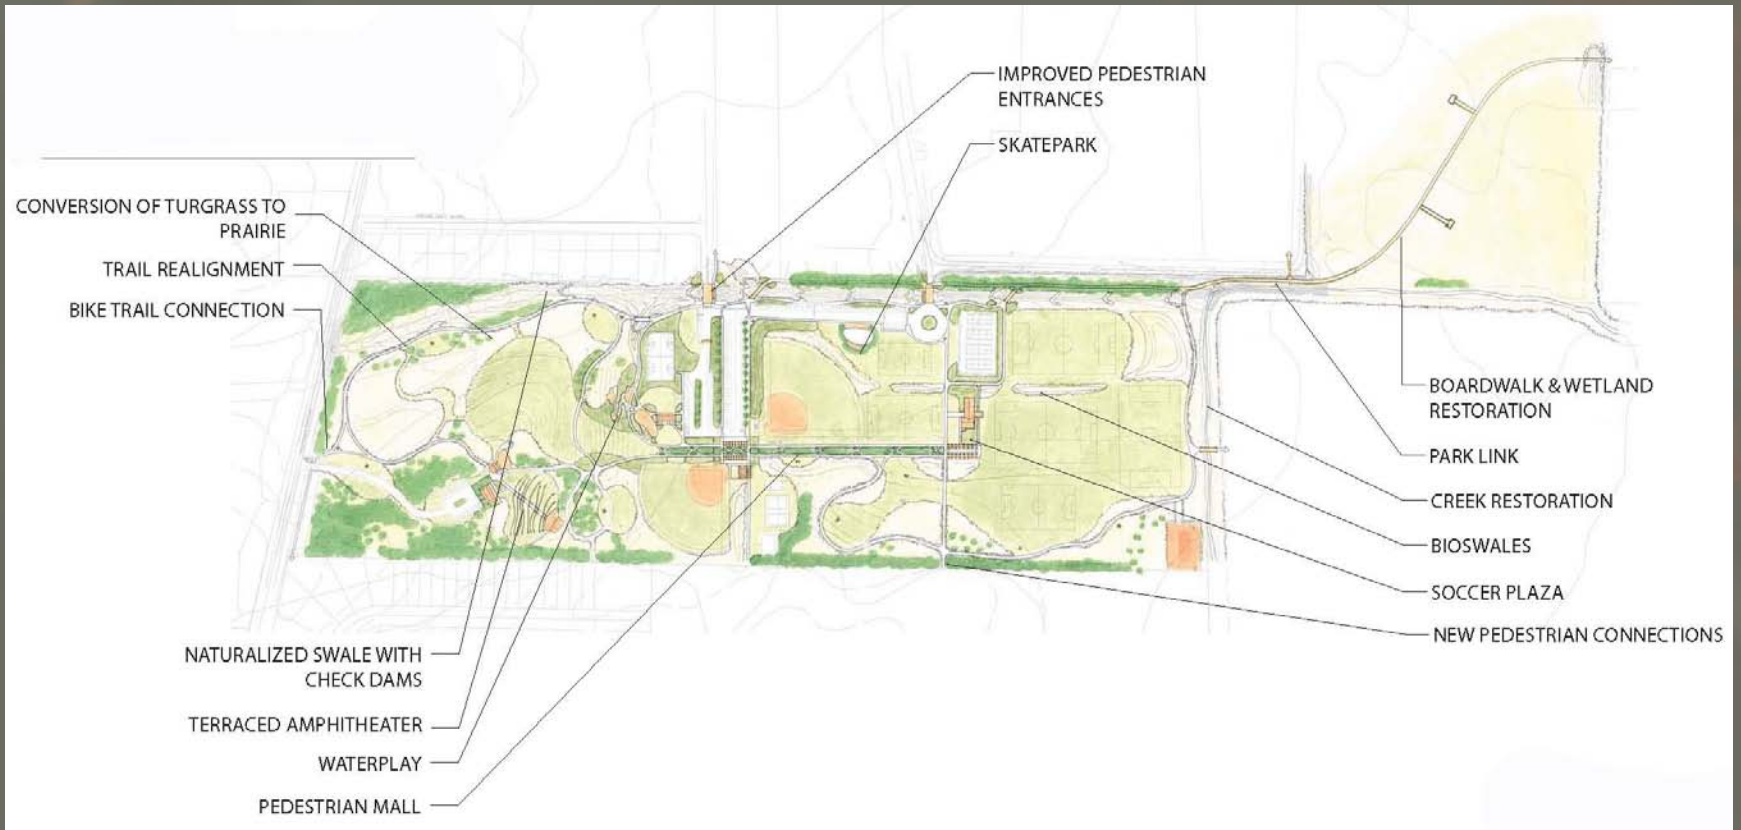 IMPROVED PEDESTRIAN
ENTRANCES
SKATEPARK
CONVERSION OF TURGRASS TO
PRAIRIE
TRAIL REALIGNMENT
BIKE TRAIL CONNECTION
BOARDWALK & WETLAND
RESTORATION
PARK LINK
CREEK RESTORATION
BIOSWALES
SOCCER PLAZA
NEW PEDESTRIAN CONNECTIONS
NATURALIZED SWALE WITH
CHECK DAMS
TERRACED AMPHITHEATER
WATERPLAY
PEDESTRIAN MALL